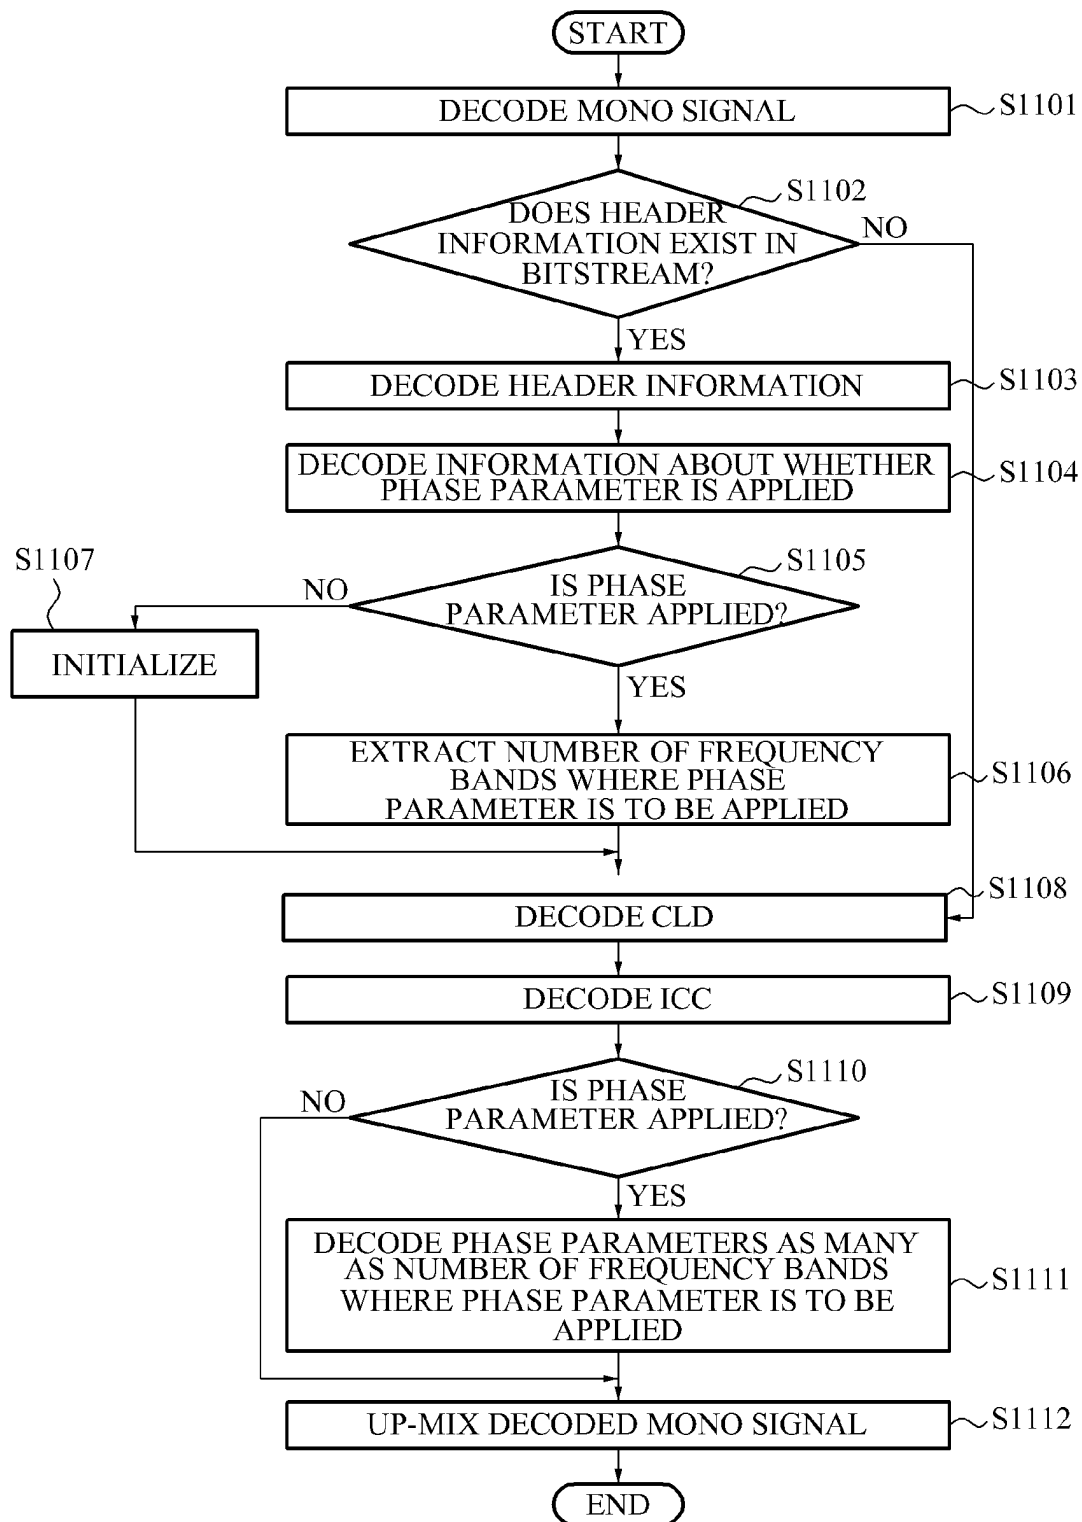 START
DECODE MONO SIGNAL
S1101
S1102
DOES HEADER
INFORMATION EXIST IN
BITSTREAM?
NO
YES
DECODE HEADER INFORMATION
S1103
DECODE INFORMATION ABOUT WHETHER
PHASE PARAMETER IS APPLIED
S1104
S1105
IS PHASE
PARAMETER APPLIED?
NO
S1107
INITIALIZE
YES
EXTRACT NUMBER OF FREQUENCY
BANDS WHERE PHASE
PARAMETER IS TO BE APPLIED
S1106
S1108
DECODE CLD
DECODE ICC
S1109
S1110
IS PHASE
PARAMETER APPLIED?
NO
YES
DECODE PHASE PARAMETERS AS MANY
AS NUMBER OF FREQUENCY BANDS
WHERE PHASE PARAMETER IS TO BE
APPLIED
S1111
UP-MIX DECODED MONO SIGNAL
S1112
END